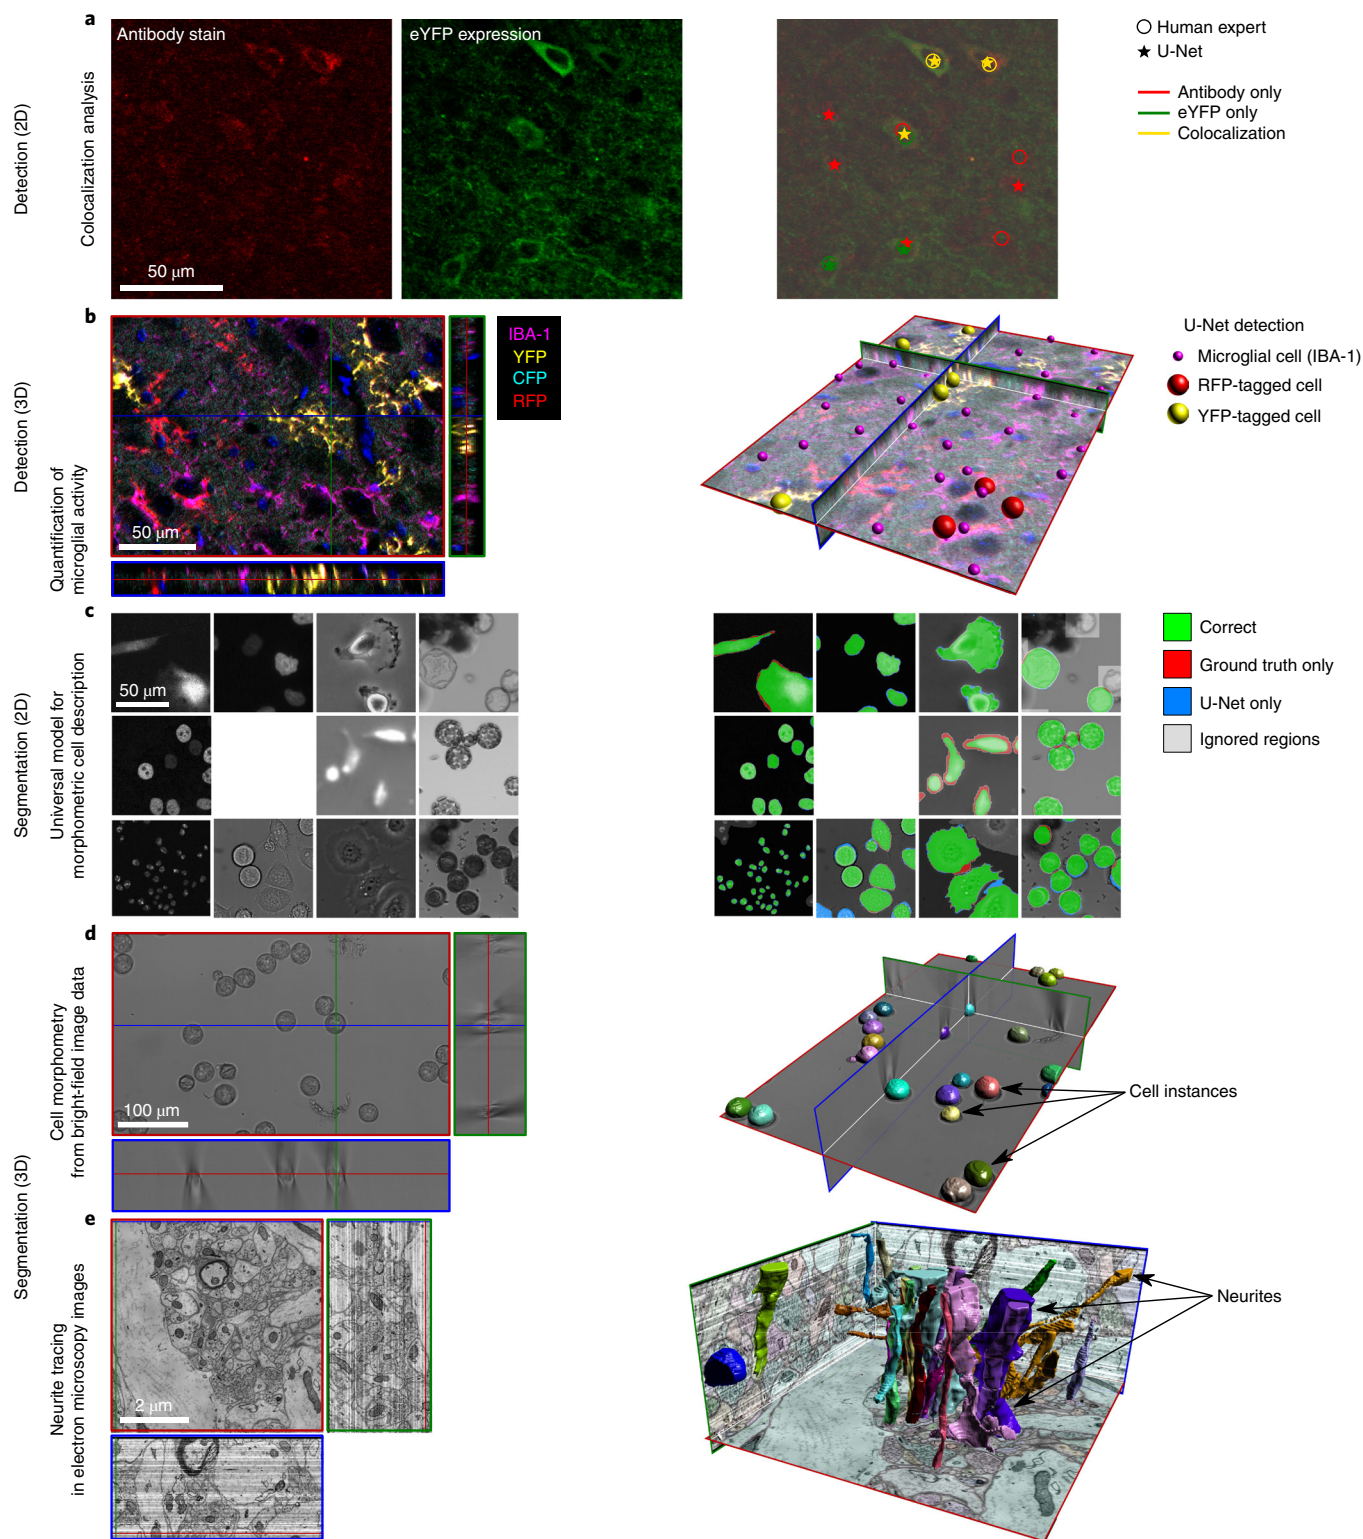 a
Detection (2D)
Colocalization analysis
Antibody stain
eYFP expression
50 μm
Human expert
U-Net
Antibody only
eYFP only
Colocalization
b
Detection (3D)
Quantification of
microglial activity
50 μm
IBA-1
YFP
CFP
RFP
U-Net detection
Microglial cell (IBA-1)
RFP-tagged cell
YFP-tagged cell
c
Segmentation (2D)
Universal model for
morphometric cell description
50 μm
Correct
Ground truth only
U-Net only
Ignored regions
d
Segmentation (3D)
Cell morphometry
from bright-field image data
100 μm
Cell instances
e
Neurite tracing
in electron microscopy images
2 μm
Neurites